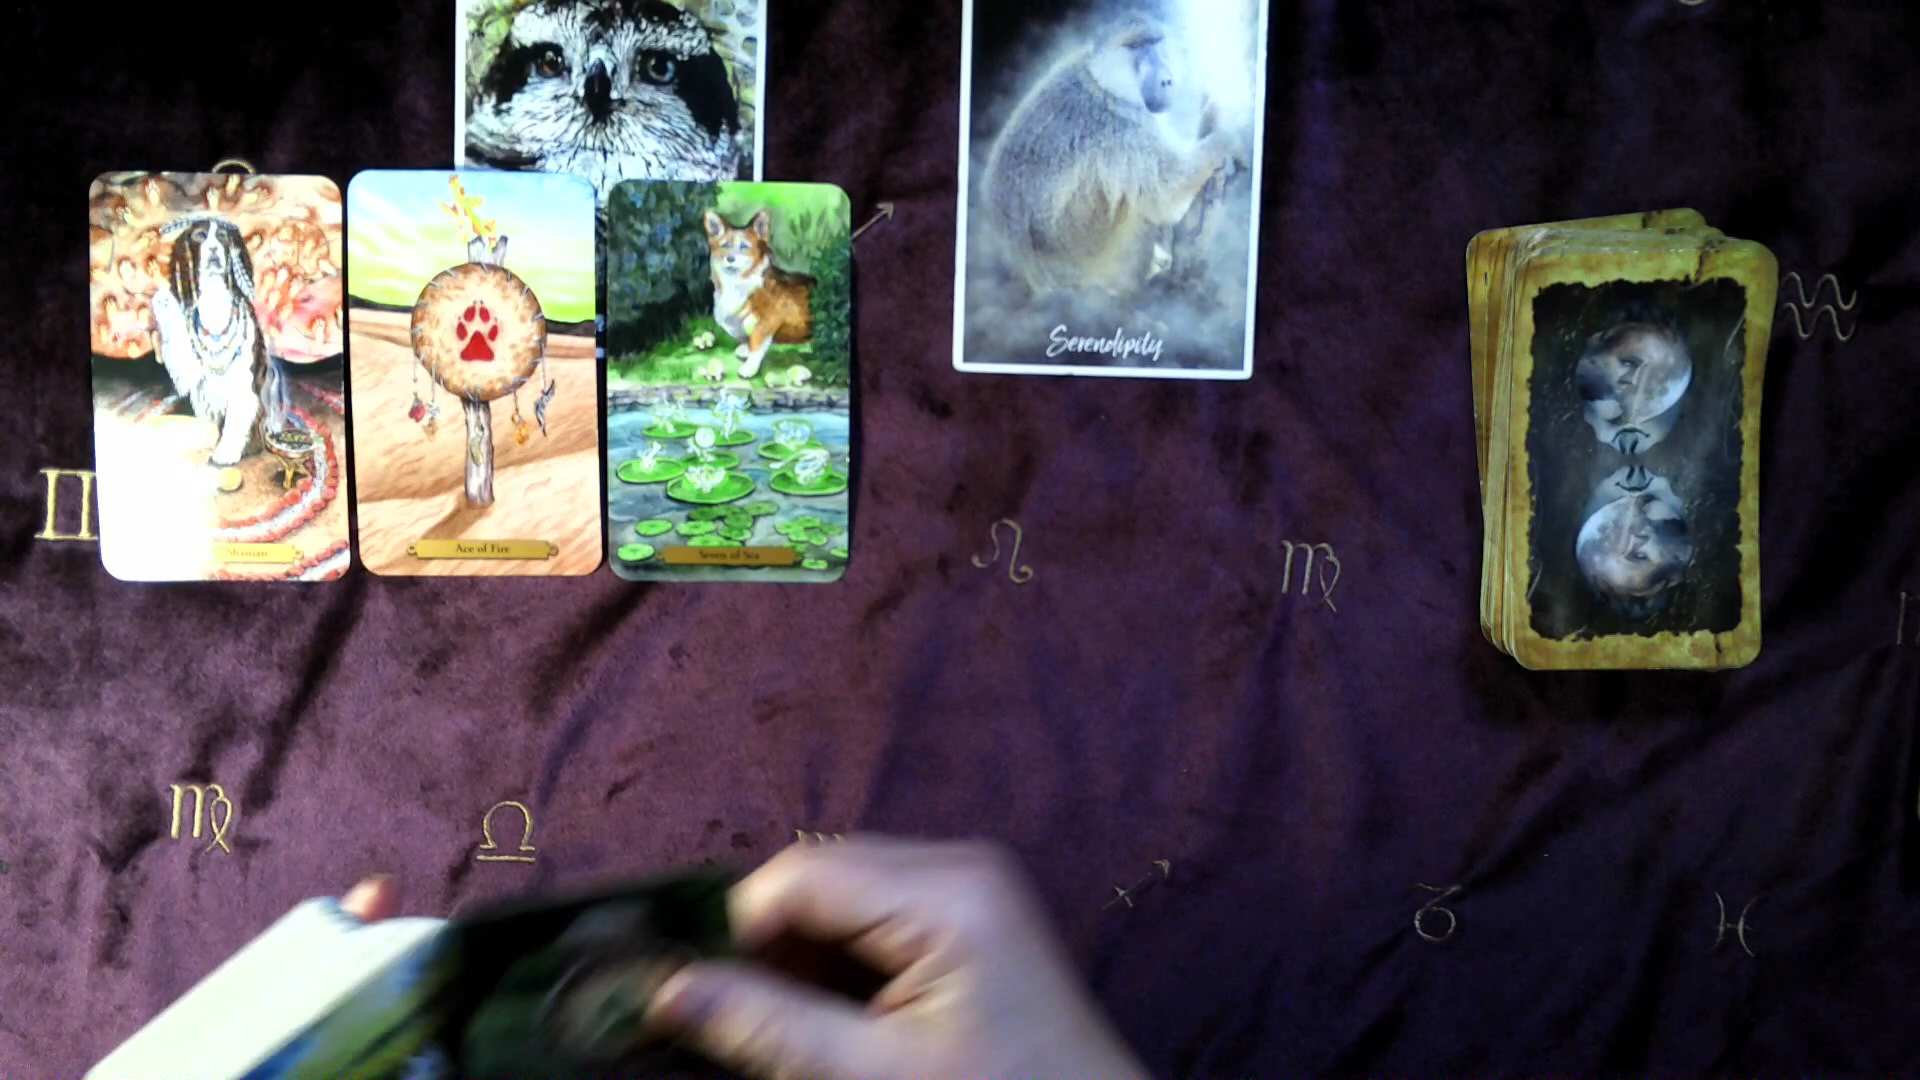 Serendipity
Shaman
Ace of Fire
Seven of Sea